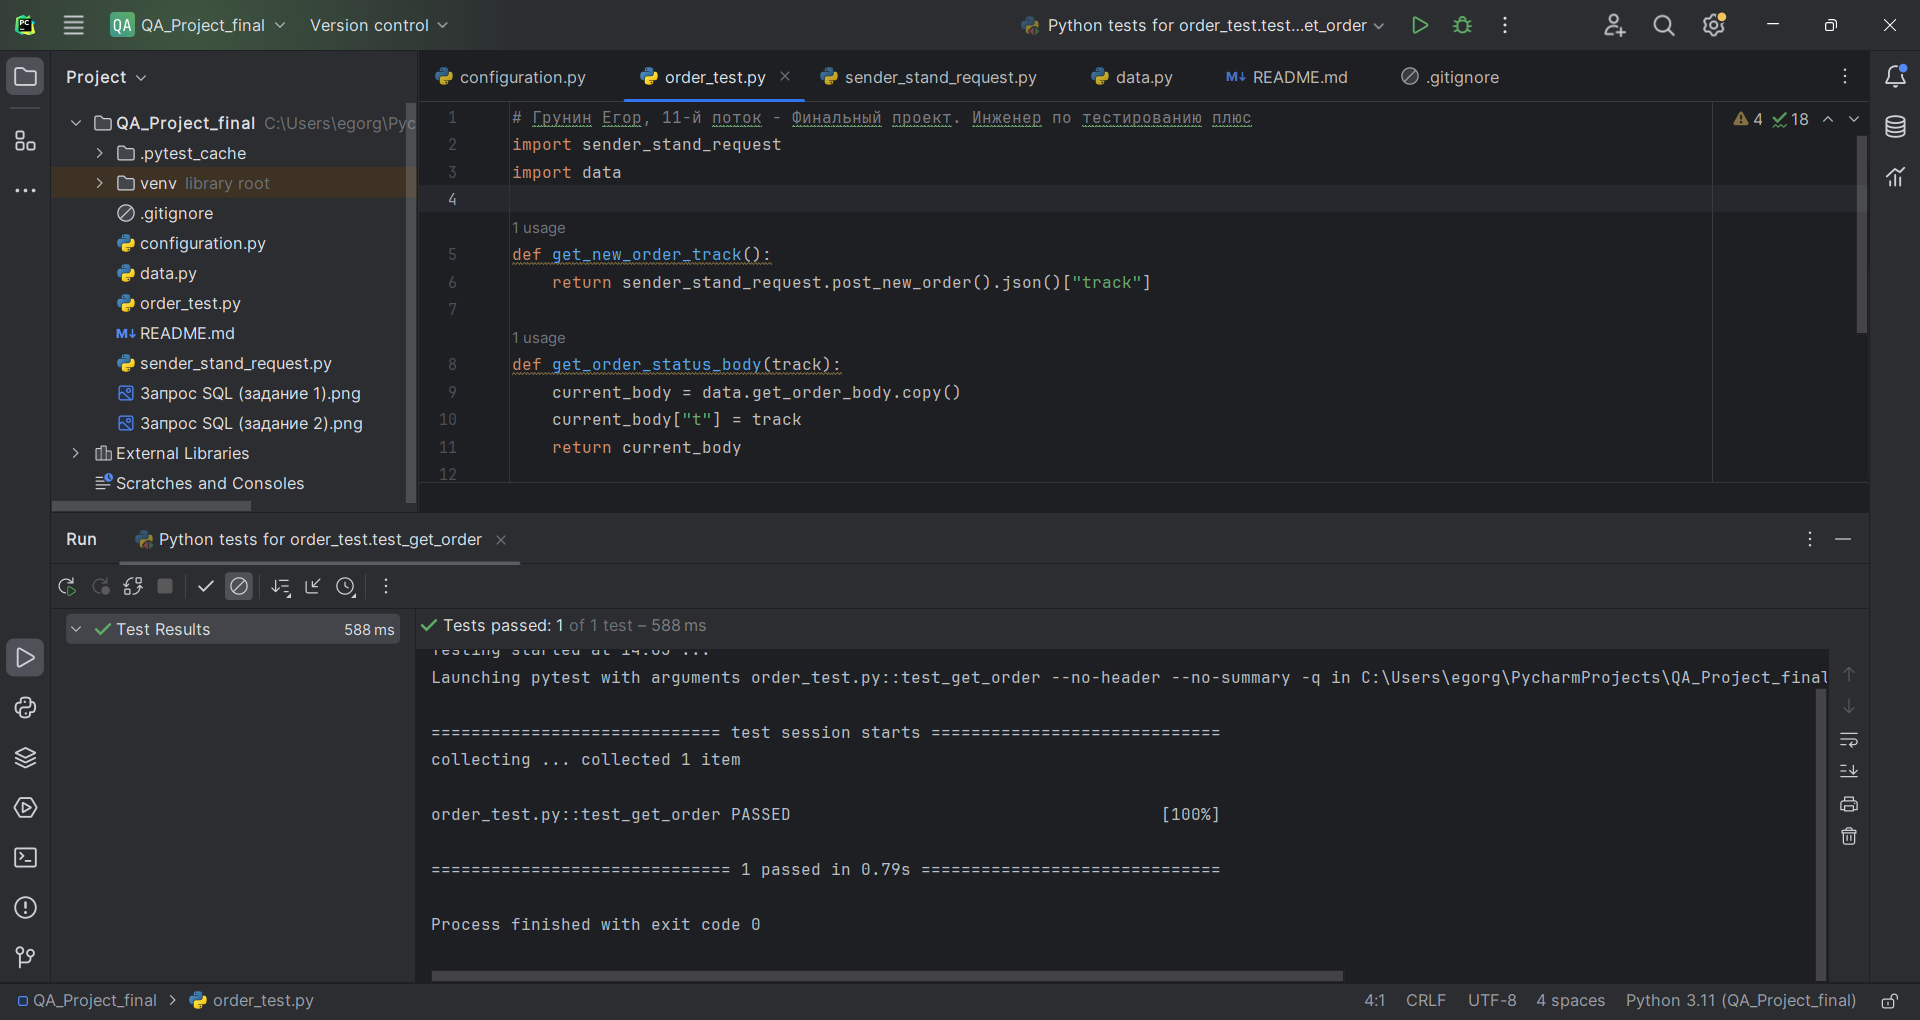 QA QA_Project_final
Version control
Python tests for order_test.test...et_order
Project
configuration.py
order_test.py
sender_stand_request.py
data.py
M↓ README.md
.gitignore
QA_Project_final C:\Users\egorg\Pyc
.pytest_cache
venv library root
.gitignore
configuration.py
data.py
order_test.py
M↓ README.md
sender_stand_request.py
Запрос SQL (задание 1).png
Запрос SQL (задание 2).png
External Libraries
Scratches and Consoles
1 # Грунин Егор, 11-й поток - Финальный проект. Инженер по тестированию плюс
2 import sender_stand_request
3 import data
4
1 usage
5 def get_new_order_track():
6 return sender_stand_request.post_new_order().json()["track"]
7
1 usage
8 def get_order_status_body(track):
9 current_body = data.get_order_body.copy()
10 current_body["t"] = track
11 return current_body
12
4 18
Run
Python tests for order_test.test_get_order
Test Results 588 ms
Tests passed: 1 of 1 test – 588 ms
Testing started at 14:05 ...
Launching pytest with arguments order_test.py::test_get_order --no-header --no-summary -q in C:\Users\egorg\PycharmProjects\QA_Project_final
============================= test session starts =============================
collecting ... collected 1 item
order_test.py::test_get_order PASSED [100%]
============================== 1 passed in 0.79s ==============================
Process finished with exit code 0
QA_Project_final > order_test.py
4:1 CRLF UTF-8 4 spaces Python 3.11 (QA_Project_final)